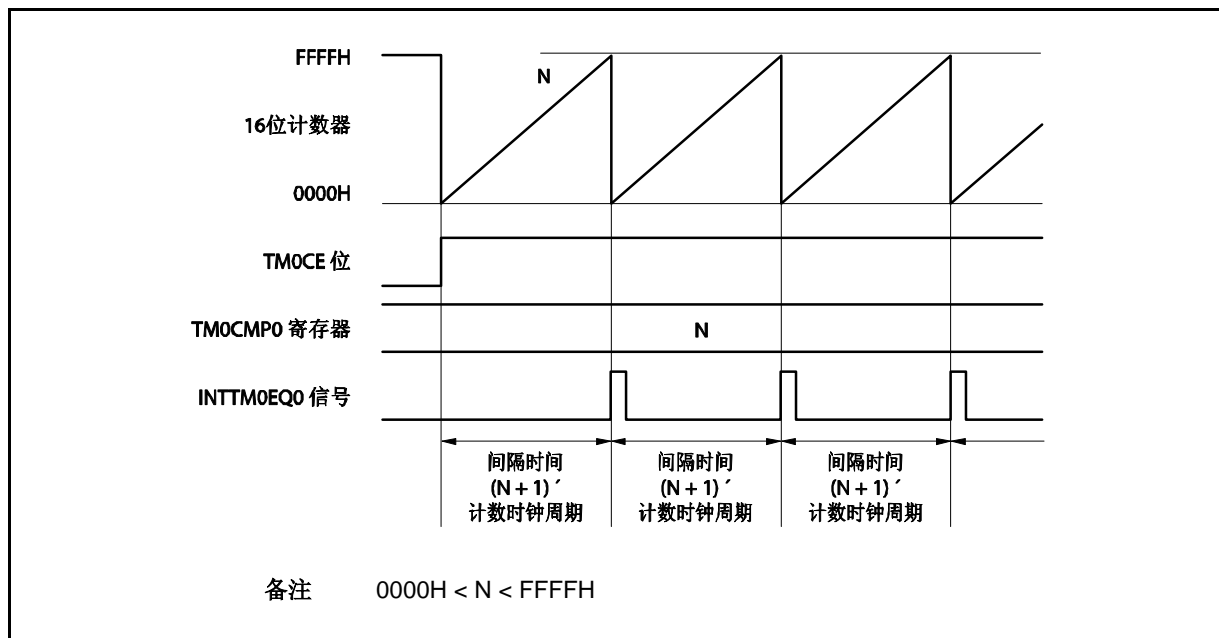 FFFFH
N
16位计数器
0000H
TM0CE 位
TM0CMP0 寄存器
N
INTTM0EQ0 信号
间隔时间
(N + 1)´
计数时钟周期
间隔时间
(N + 1)´
计数时钟周期
间隔时间
(N + 1)´
计数时钟周期
备注 0000H < N < FFFFH